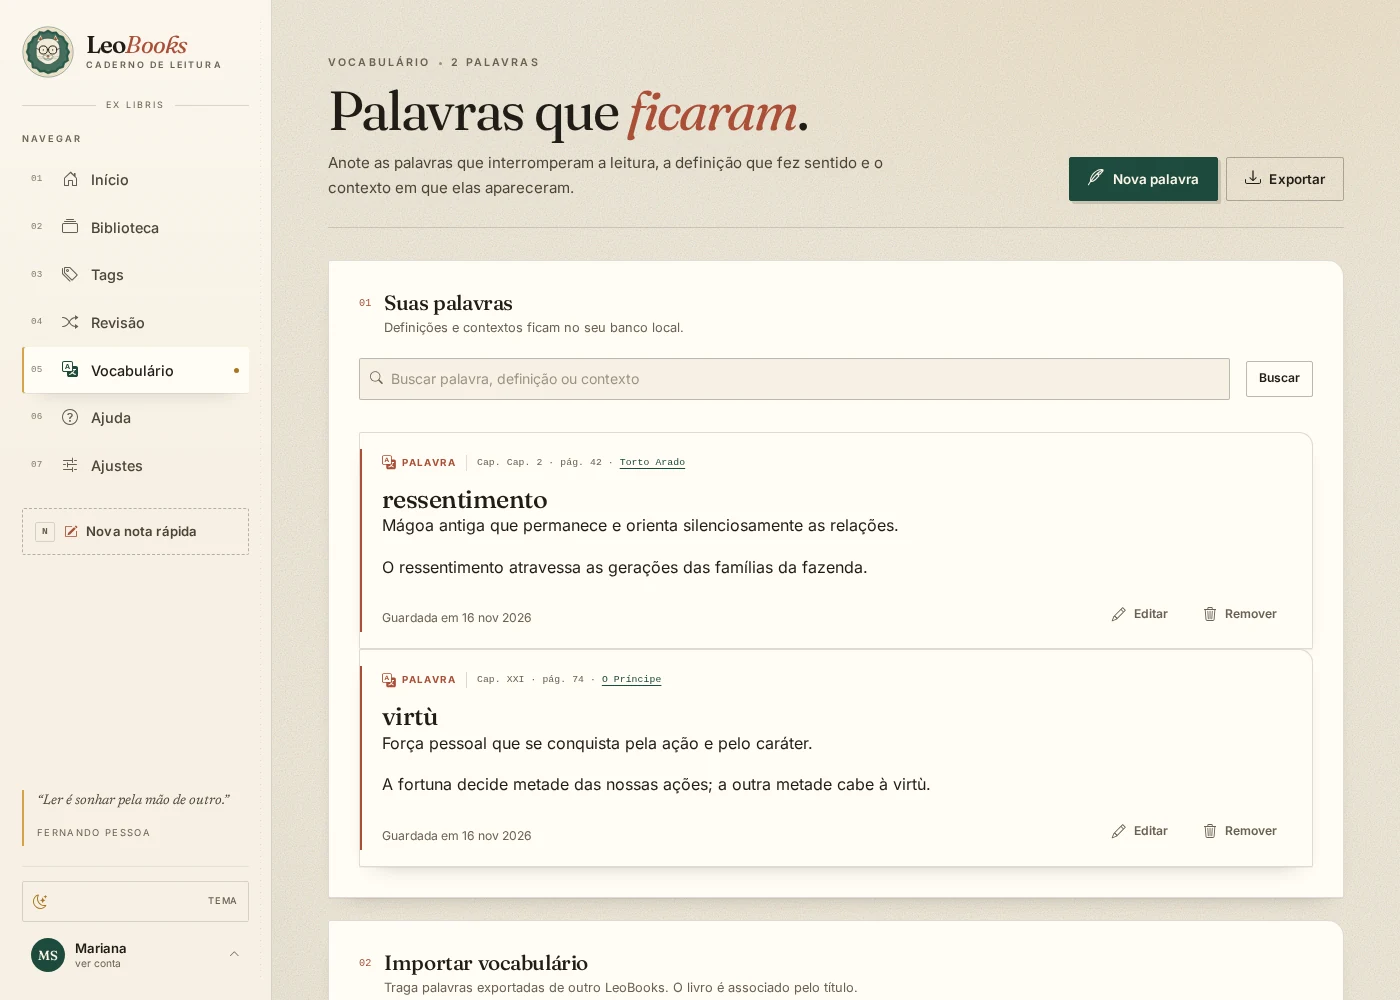 LeoBooks
CADERNO DE LEITURA
EX LIBRIS
NAVEGAR
01 Início
02 Biblioteca
03 Tags
04 Revisão
05 Vocabulário
06 Ajuda
07 Ajustes
N Nova nota rápida
“Ler é sonhar pela mão de outro.”
FERNANDO PESSOA
TEMA
MS Mariana
ver conta
VOCABULÁRIO • 2 PALAVRAS
Palavras que ficaram.
Anote as palavras que interromperam a leitura, a definição que fez sentido e o
contexto em que elas apareceram.
Nova palavra
Exportar
01 Suas palavras
Definições e contextos ficam no seu banco local.
Buscar palavra, definição ou contexto
Buscar
PALAVRA Cap. Cap. 2 · pág. 42 · Torto Arado
ressentimento
Mágoa antiga que permanece e orienta silenciosamente as relações.
O ressentimento atravessa as gerações das famílias da fazenda.
Guardada em 16 nov 2026
Editar
Remover
PALAVRA Cap. XXI · pág. 74 · O Príncipe
virtù
Força pessoal que se conquista pela ação e pelo caráter.
A fortuna decide metade das nossas ações; a outra metade cabe à virtù.
Guardada em 16 nov 2026
Editar
Remover
02 Importar vocabulário
Traga palavras exportadas de outro LeoBooks. O livro é associado pelo título.